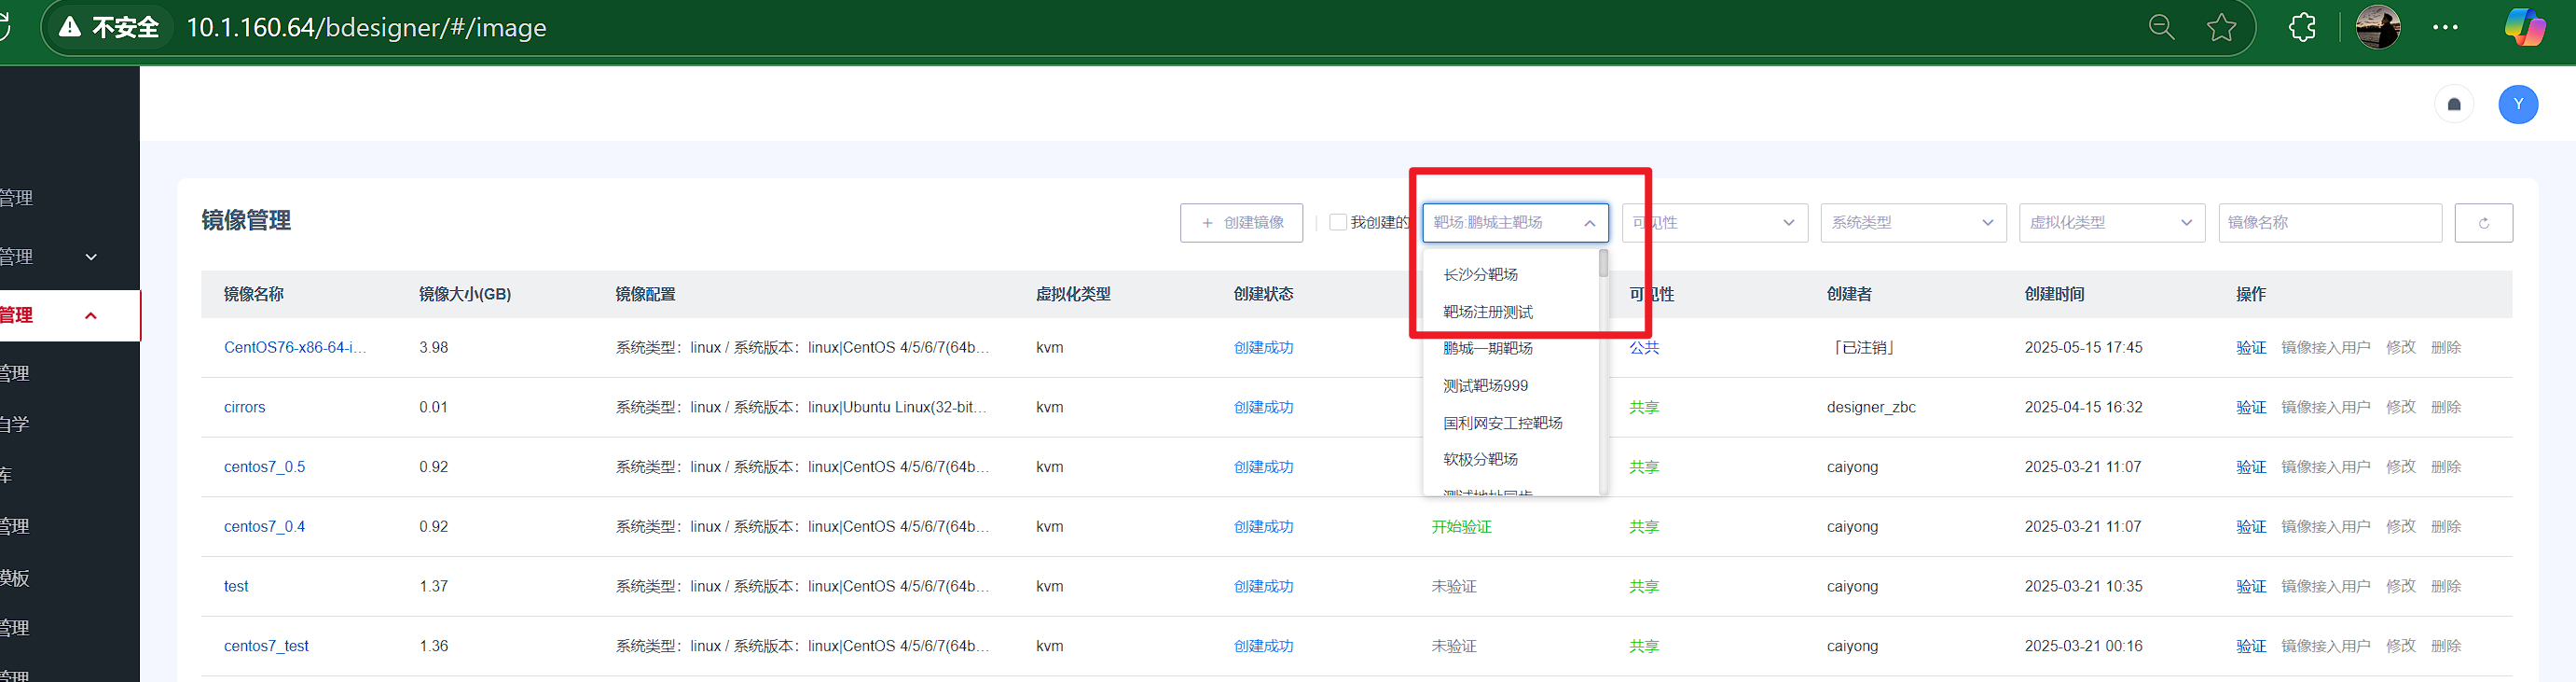 不安全 10.1.160.64/bdesigner/#/image
Y
管理
管理
管理
管理
自学
库
管理
模板
管理
管理
镜像管理
+ 创建镜像
我创建的
靶场:鹏城主靶场
可见性
系统类型
虚拟化类型
镜像名称
长沙分靶场
靶场注册测试
鹏城一期靶场
测试靶场999
国利网安工控靶场
软极分靶场
测试地址同步
镜像名称 镜像大小(GB) 镜像配置 虚拟化类型 创建状态 可见性 创建者 创建时间 操作
CentOS76-x86-64-i... 3.98 系统类型：linux / 系统版本：linux|CentOS 4/5/6/7(64b... kvm 创建成功 公共 「已注销」 2025-05-15 17:45 验证 镜像接入用户 修改 删除
cirrors 0.01 系统类型：linux / 系统版本：linux|Ubuntu Linux(32-bit... kvm 创建成功 共享 designer_zbc 2025-04-15 16:32 验证 镜像接入用户 修改 删除
centos7_0.5 0.92 系统类型：linux / 系统版本：linux|CentOS 4/5/6/7(64b... kvm 创建成功 共享 caiyong 2025-03-21 11:07 验证 镜像接入用户 修改 删除
centos7_0.4 0.92 系统类型：linux / 系统版本：linux|CentOS 4/5/6/7(64b... kvm 创建成功 开始验证 共享 caiyong 2025-03-21 11:07 验证 镜像接入用户 修改 删除
test 1.37 系统类型：linux / 系统版本：linux|CentOS 4/5/6/7(64b... kvm 创建成功 未验证 共享 caiyong 2025-03-21 10:35 验证 镜像接入用户 修改 删除
centos7_test 1.36 系统类型：linux / 系统版本：linux|CentOS 4/5/6/7(64b... kvm 创建成功 未验证 共享 caiyong 2025-03-21 00:16 验证 镜像接入用户 修改 删除